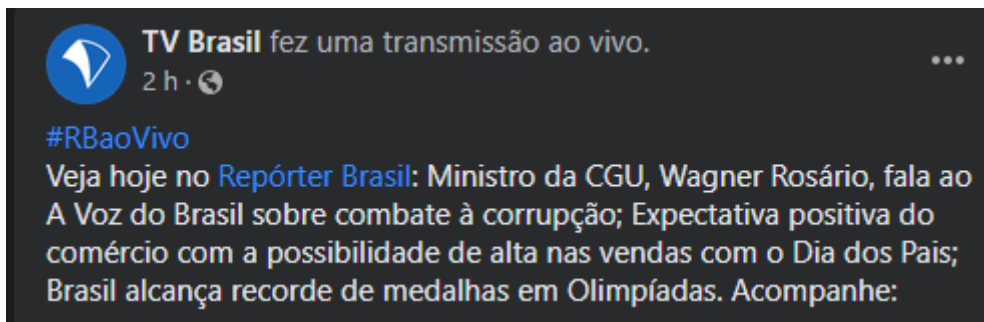 TV Brasil fez uma transmissão ao vivo.
2 h ·
#RBaoVivo
Veja hoje no Repórter Brasil: Ministro da CGU, Wagner Rosário, fala ao
A Voz do Brasil sobre combate à corrupção; Expectativa positiva do
comércio com a possibilidade de alta nas vendas com o Dia dos Pais;
Brasil alcança recorde de medalhas em Olimpíadas. Acompanhe: